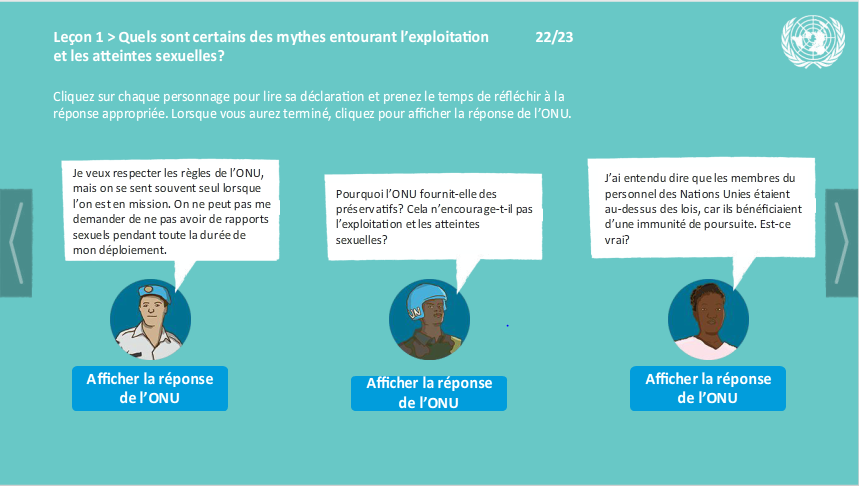 Leçon 1 > Quels sont certains des mythes entourant l'exploitation
et les atteintes sexuelles?
22/23
Cliquez sur chaque personnage pour lire sa déclaration et prenez le temps de réfléchir à la
réponse appropriée. Lorsque vous aurez terminé, cliquez pour afficher la réponse de l'ONU.
Je veux respecter les règles de l'ONU,
mais on se sent souvent seul lorsque
l'on est en mission. On ne peut pas me
demander de ne pas avoir de rapports
sexuels pendant toute la durée de
mon déploiement.
Pourquoi l'ONU fournit-elle des
préservatifs? Cela n'encourage-t-il pas
l'exploitation et les atteintes
sexuelles?
J'ai entendu dire que les membres du
personnel des Nations Unies étaient
au-dessus des lois, car ils bénéficiaient
d'une immunité de poursuite. Est-ce
vrai?
UN
Afficher la réponse
de l'ONU
Afficher la réponse
de l'ONU
Afficher la réponse
de l'ONU